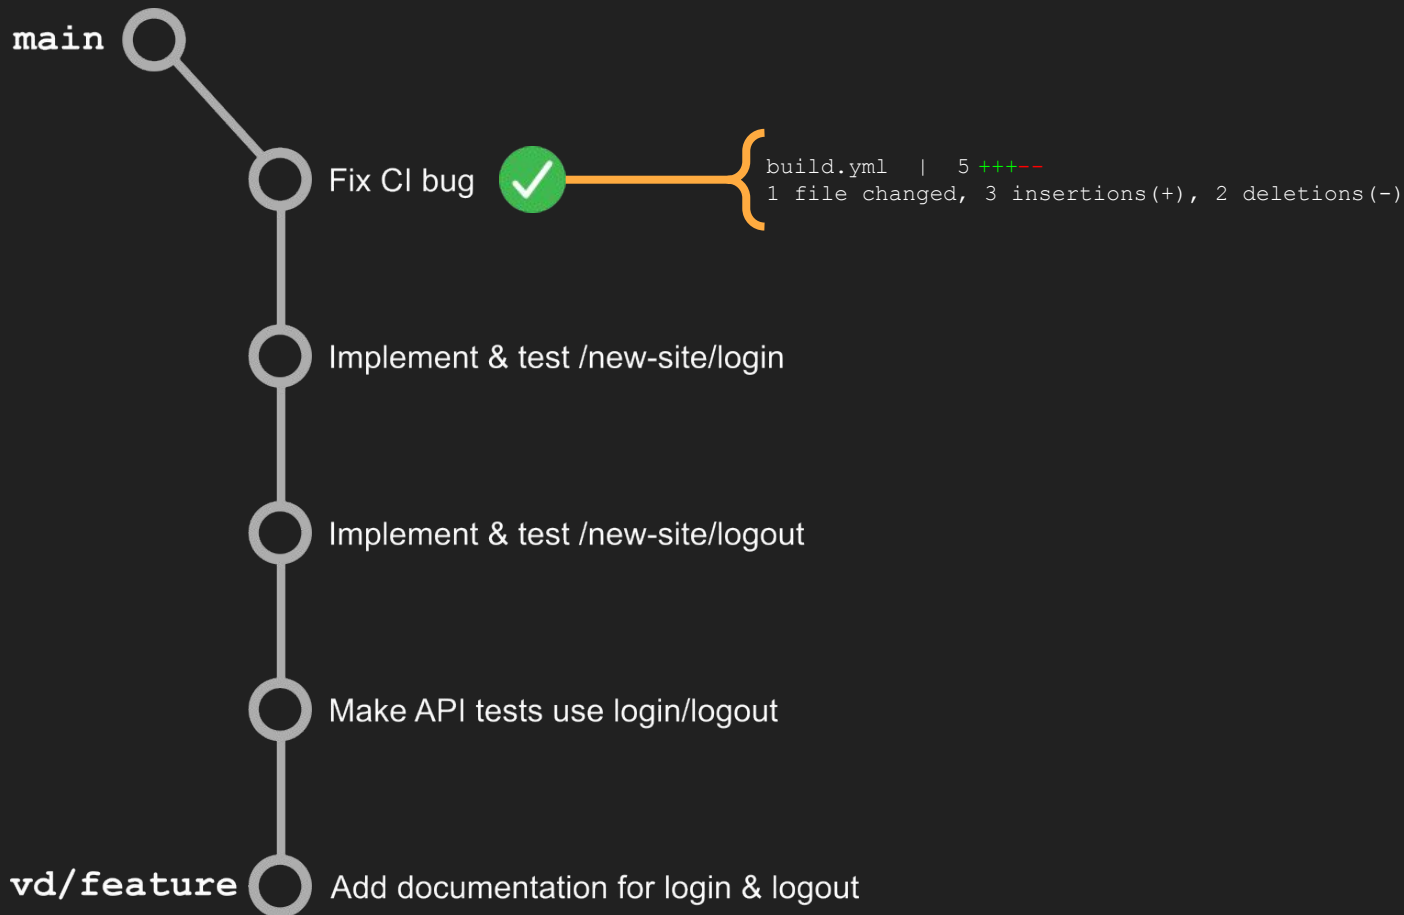 main
Fix CI bug
build.yml | 5 +++--
1 file changed, 3 insertions(+), 2 deletions(-)
Implement & test /new-site/login
Implement & test /new-site/logout
Make API tests use login/logout
vd/feature
Add documentation for login & logout